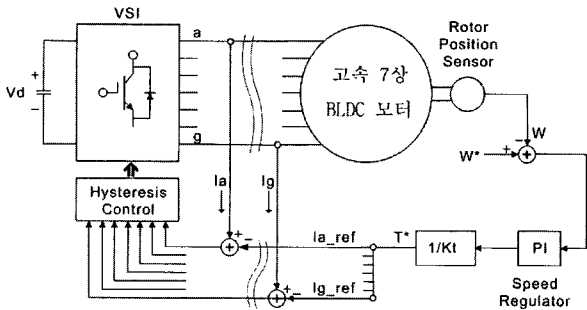 VSI
a
Vd
+
−
g
고속 7상
BLDC 모터
Rotor
Position
Sensor
W
−
W*
+
+
Hysteresis
Control
Ia
Ig
+
−
+
Ia_ref
T*
1/Kt
PI
Speed
Regulator
+
−
+
Ig_ref